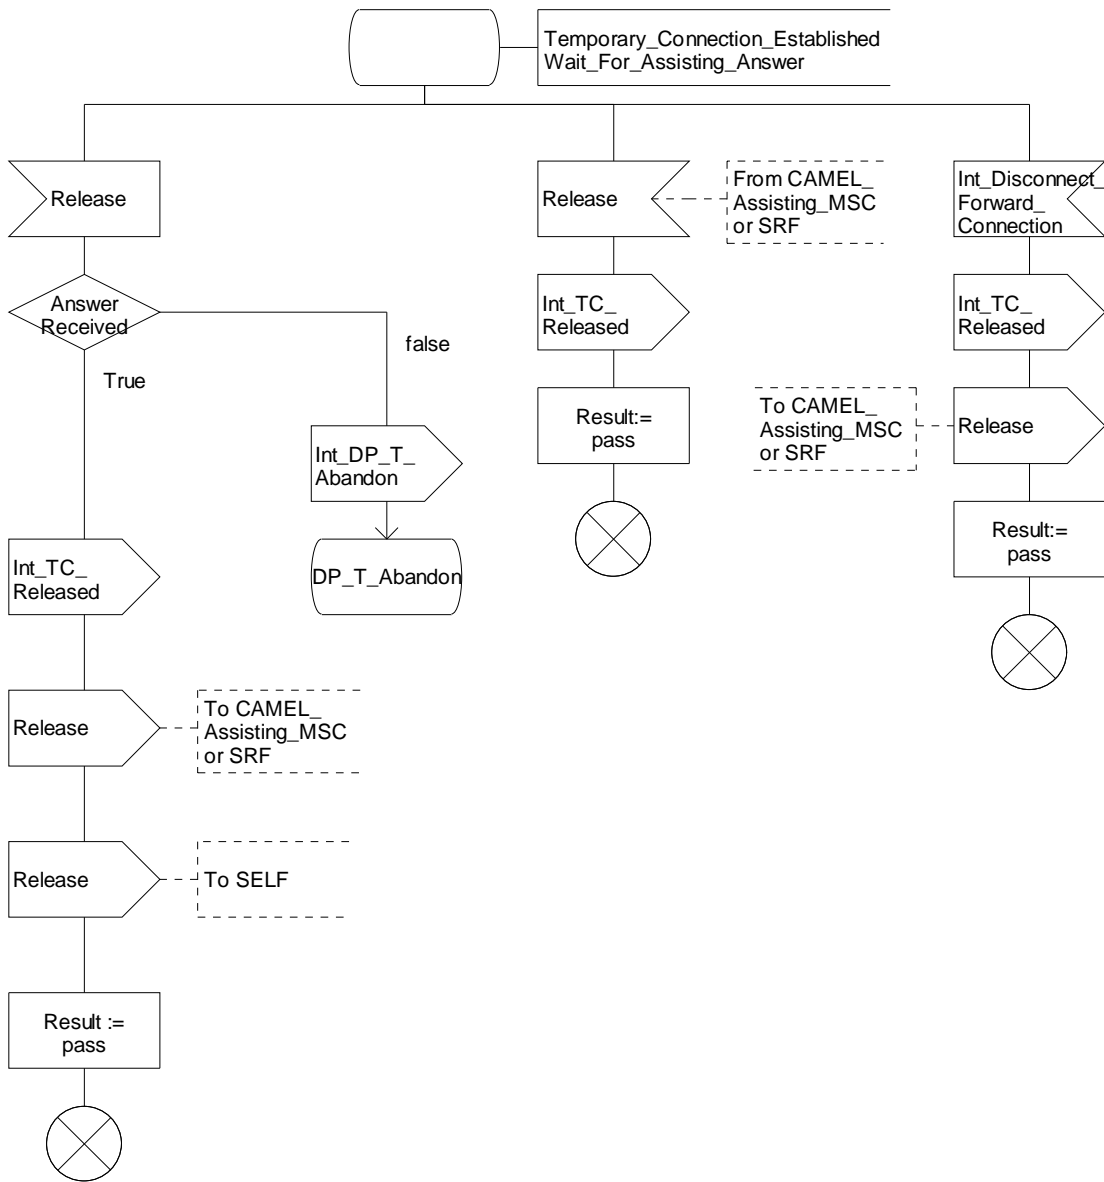 Temporary_Connection_Established
Wait_For_Assisting_Answer
Release
Release
From CAMEL_
Assisting_MSC
or SRF
Int_Disconnect_
Forward_
Connection
Answer
Received
false
True
Int_TC_
Released
Int_TC_
Released
Result:=
pass
To CAMEL_
Assisting_MSC
or SRF
Release
Int_DP_T_
Abandon
DP_T_Abandon
Result:=
pass
Int_TC_
Released
Release
To CAMEL_
Assisting_MSC
or SRF
Release
To SELF
Result :=
pass